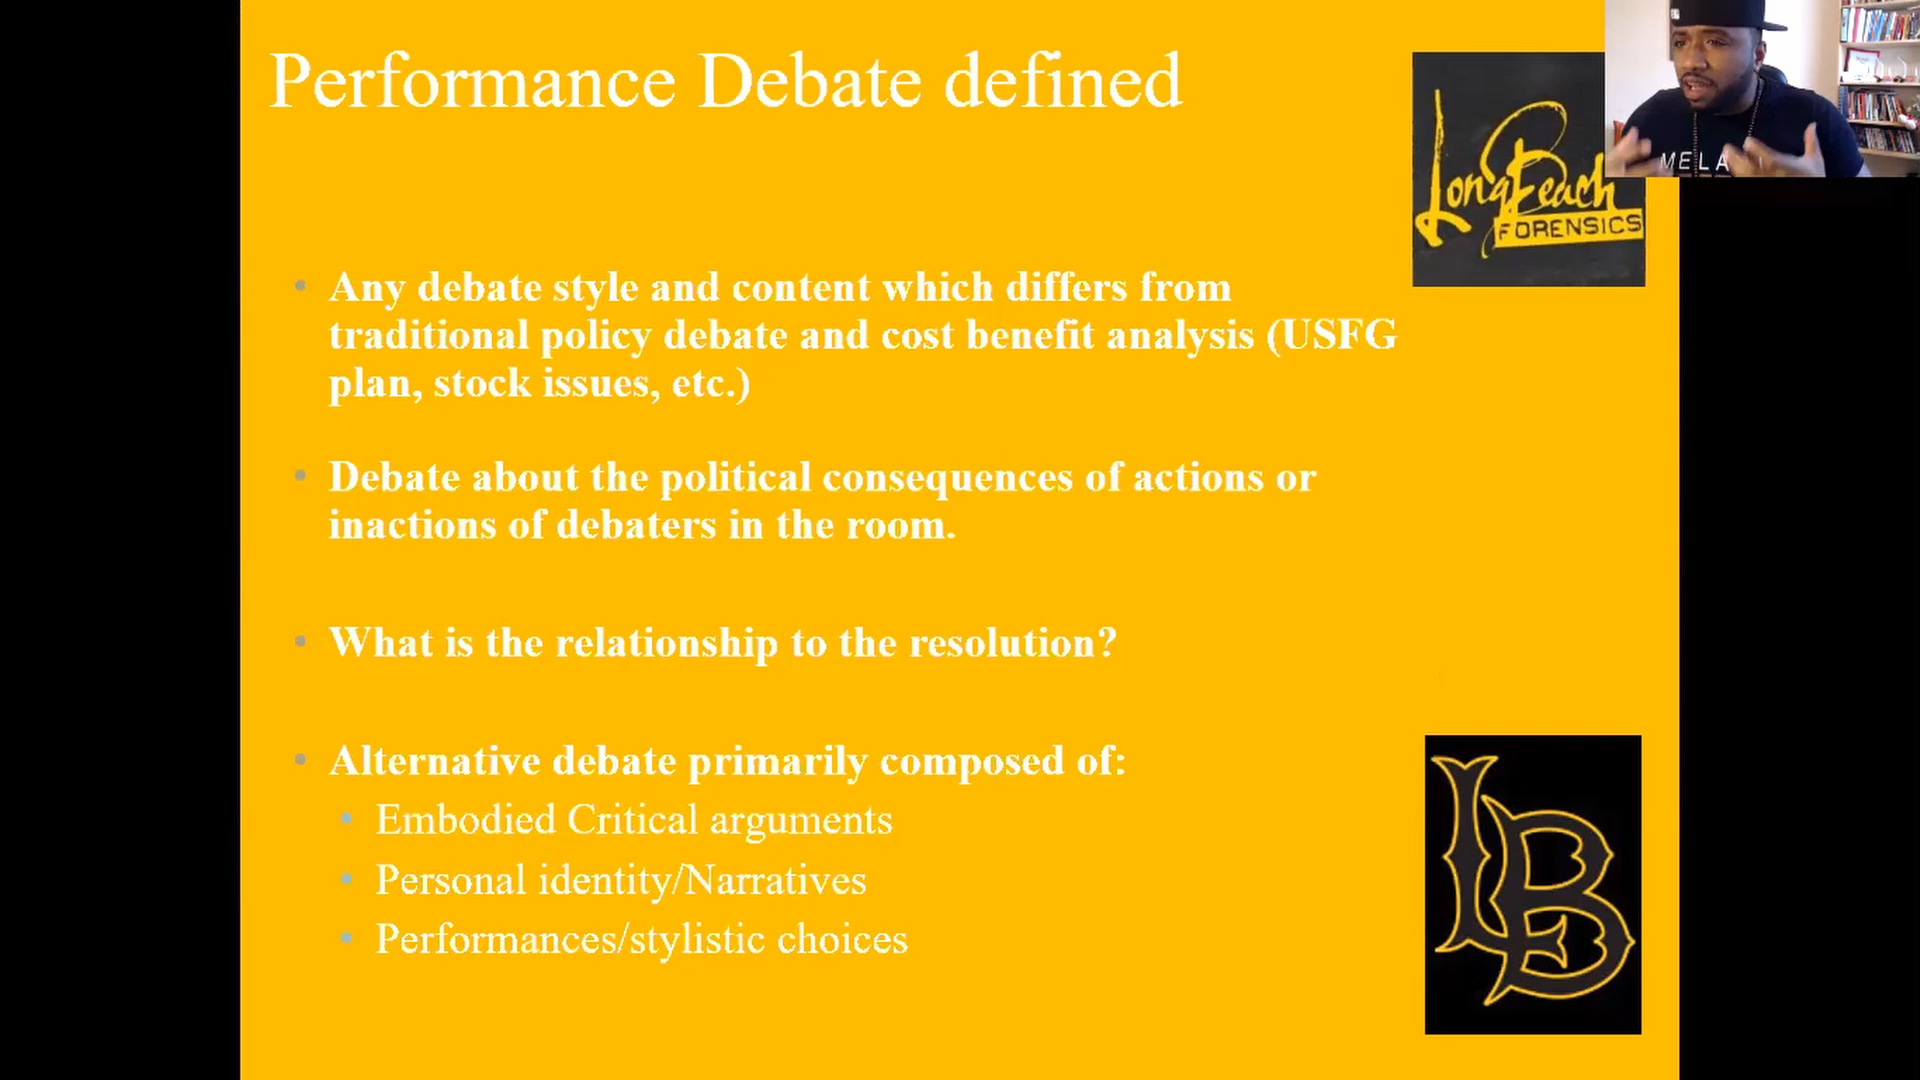 Performance Debate defined
Long Beach
FORENSICS
MELA
• Any debate style and content which differs from
traditional policy debate and cost benefit analysis (USFG
plan, stock issues, etc.)
• Debate about the political consequences of actions or
inactions of debaters in the room.
• What is the relationship to the resolution?
• Alternative debate primarily composed of:
• Embodied Critical arguments
• Personal identity/Narratives
• Performances/stylistic choices
LB